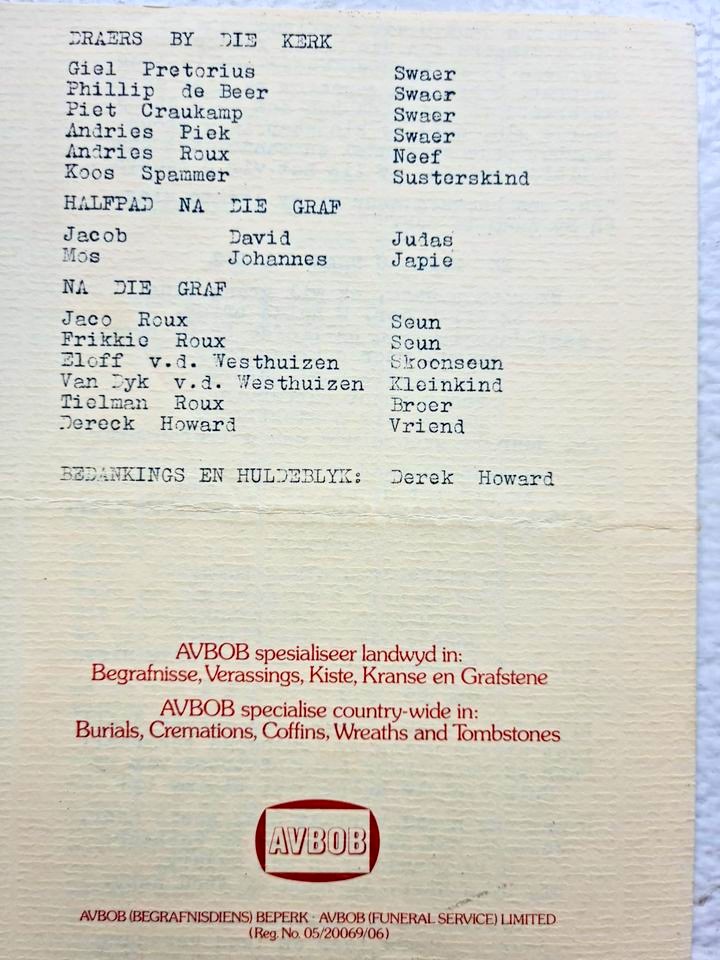 DRAERS BY DIE KERK
Giel Pretorius Swaer
Phillip de Beer Swaer
Piet Craukamp Swaer
Andries Piek Swaer
Andries Roux Neef
Koos Spammer Susterskind
HALFPAD NA DIE GRAF
Jacob David Judas
Mos Johannes Japie
NA DIE GRAF
Jaco Roux Seun
Frikkie Roux Seun
Eloff v.d. Westhuizen Skoonseun
Van Dyk v.d. Westhuizen Kleinkind
Tielman Roux Broer
Dereck Howard Vriend
BEDANKINGS EN HULDEBLYK: Derek Howard
AVBOB spesialiseer landwyd in:
Begrafnisse, Verassings, Kiste, Kranse en Grafstene
AVBOB specialise country-wide in:
Burials, Cremations, Coffins, Wreaths and Tombstones
AVBOB
AVBOB (BEGRAFNISDIENS) BEPERK · AVBOB (FUNERAL SERVICE) LIMITED
(Reg. No. 05/20069/06)